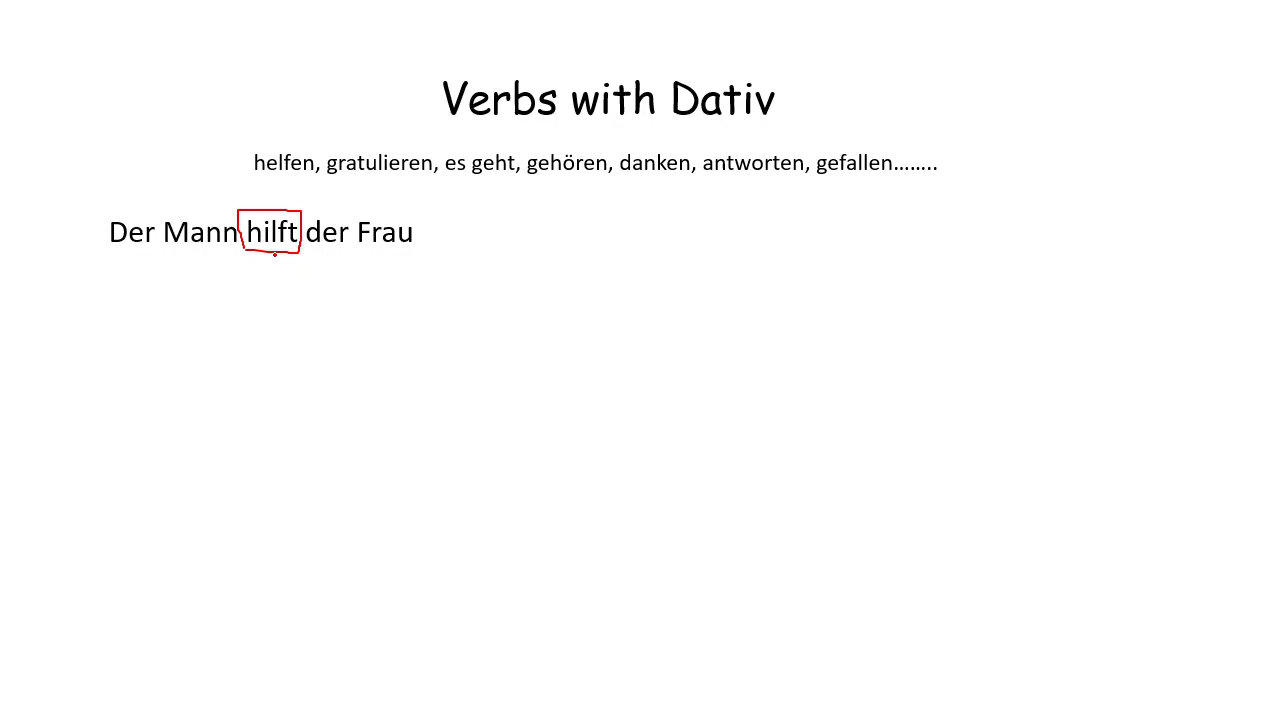 Verbs with Dativ
helfen, gratulieren, es geht, gehören, danken, antworten, gefallen……..
Der Mann hilft der Frau